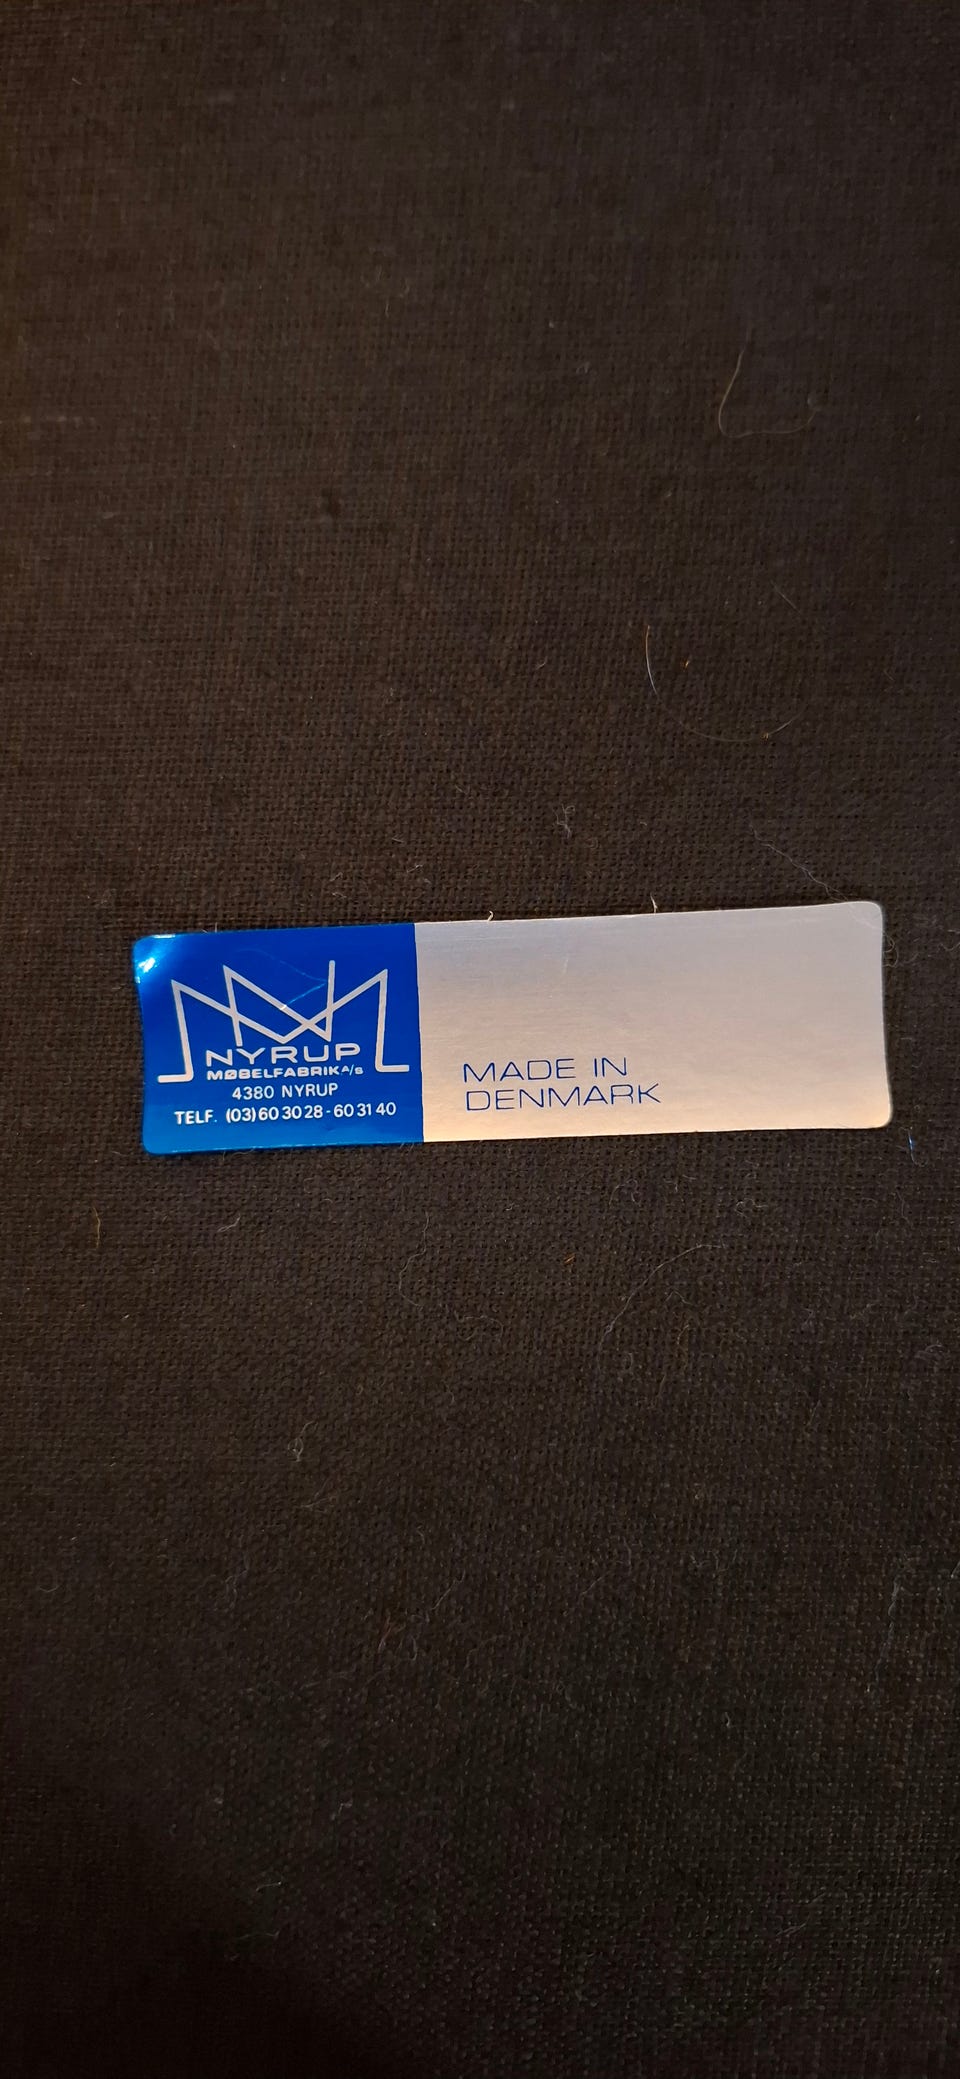 NYRUP
MØBELFABRIK A/S
4380 NYRUP
TELF. (03) 60 30 28 - 60 31 40
MADE IN
DENMARK